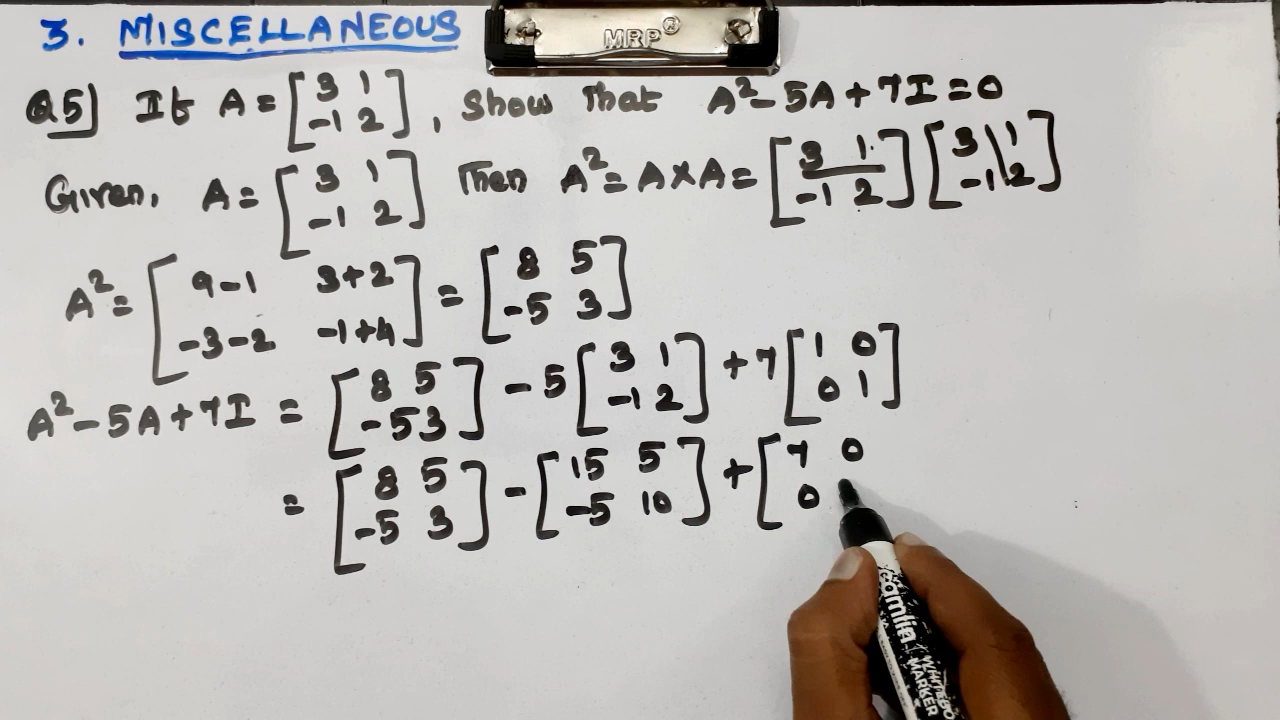 3. MISCELLANEOUS
MRP®
Q5] If A = [3 1 -1 2], Show That A² - 5A + 7I = 0
Given, A = [3 1 -1 2] Then A² = A×A = [3 1 -1 2] [3 1 -1 2]
A² = [9-1 3+2 -3-2 -1+4] = [8 5 -5 3]
A² - 5A + 7I = [8 5 -5 3] - 5 [3 1 -1 2] + 7 [1 0 0 1]
= [8 5 -5 3] - [15 5 -5 10] + [7 0 0
camlin
WHITEBO
MARKER